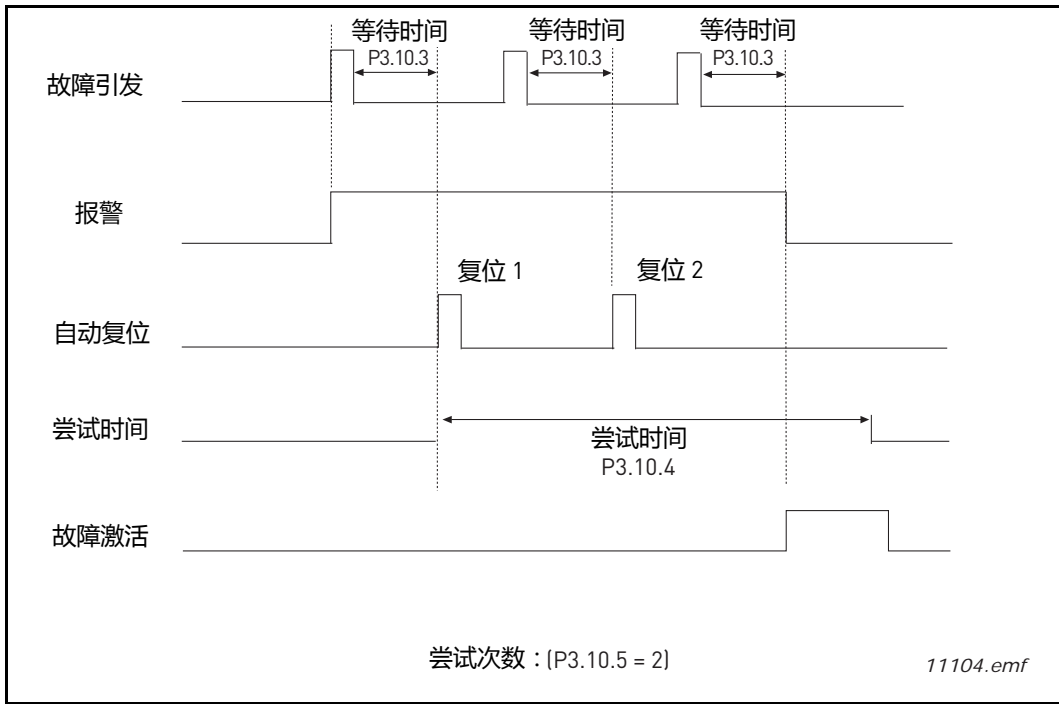 等待时间 等待时间 等待时间
P3.10.3 P3.10.3 P3.10.3
故障引发
报警
复位 1 复位 2
自动复位
尝试时间
尝试时间
P3.10.4
故障激活
尝试次数：(P3.10.5 = 2)
11104.emf